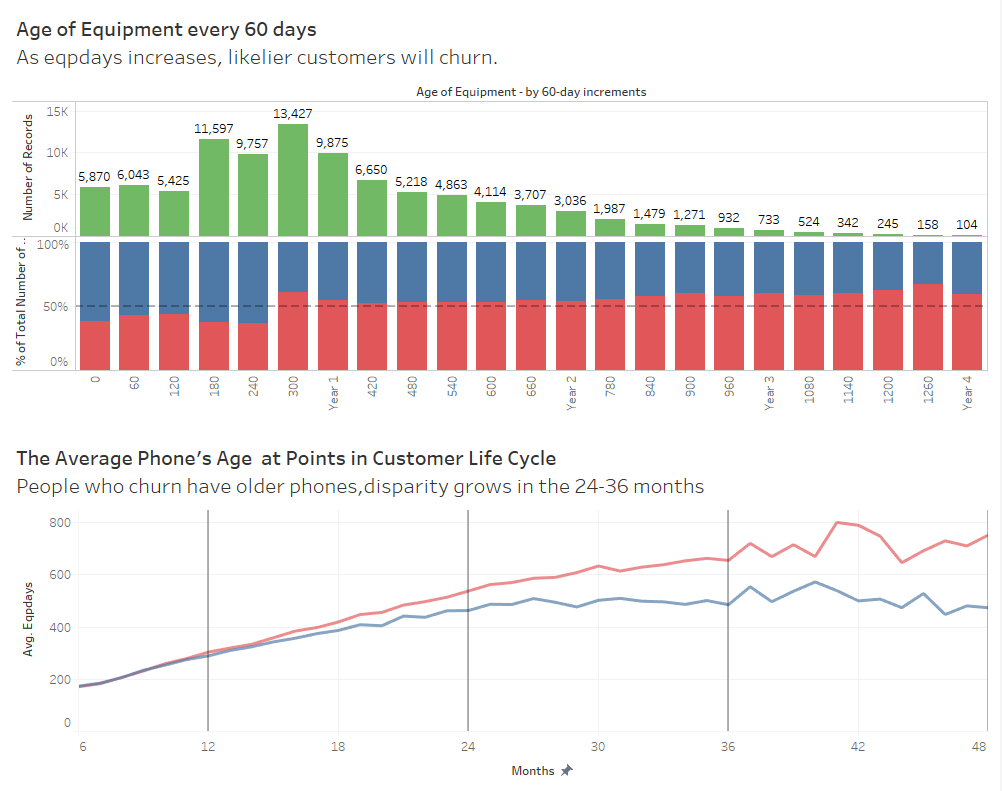 Age of Equipment every 60 days
As eqpdays increases, likelier customers will churn.
Age of Equipment - by 60-day increments
Number of Records
15K
10K
5K
0K
5,870 6,043 5,425 11,597 9,757 13,427 9,875 6,650 5,218 4,863 4,114 3,707 3,036 1,987 1,479 1,271 932 733 524 342 245 158 104
% of Total Number of ..
100%
50%
0%
0 60 120 180 240 300 Year 1 420 480 540 600 660 Year 2 780 840 900 960 Year 3 1080 1140 1200 1260 Year 4
The Average Phone's Age  at Points in Customer Life Cycle
People who churn have older phones,disparity grows in the 24-36 months
Avg. Eqpdays
800
600
400
200
0
6 12 18 24 30 36 42 48
Months